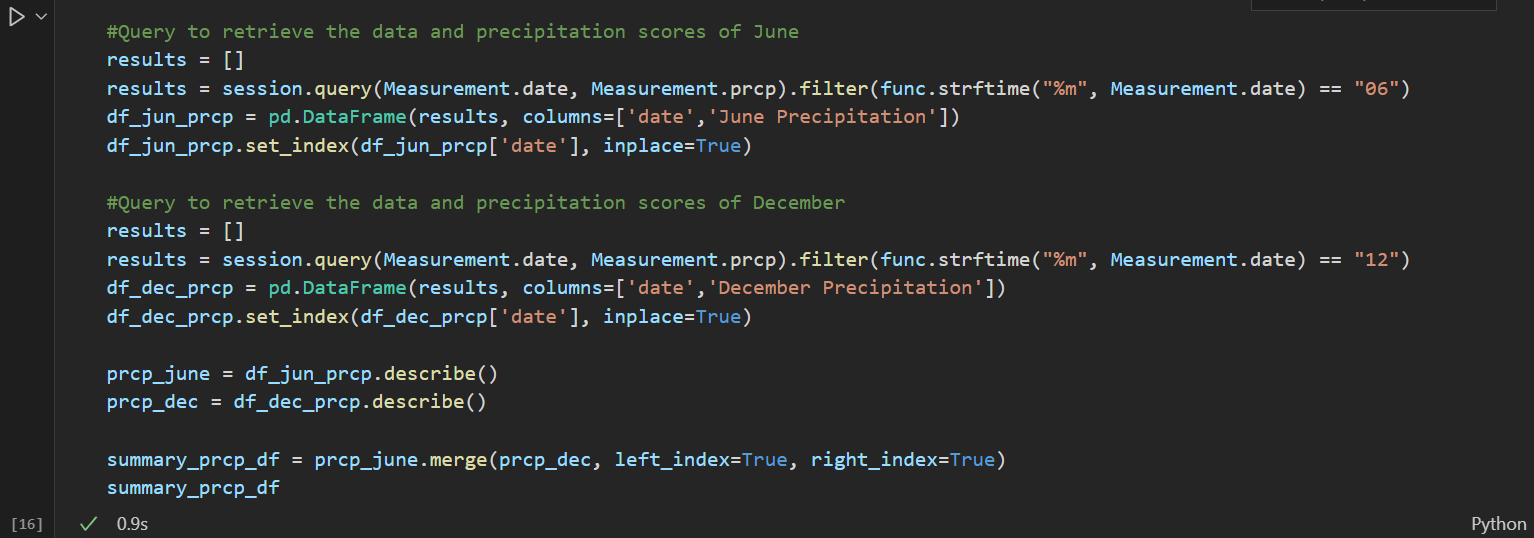 #Query to retrieve the data and precipitation scores of June
results = []
results = session.query(Measurement.date, Measurement.prcp).filter(func.strftime("%m", Measurement.date) == "06")
df_jun_prcp = pd.DataFrame(results, columns=['date','June Precipitation'])
df_jun_prcp.set_index(df_jun_prcp['date'], inplace=True)
#Query to retrieve the data and precipitation scores of December
results = []
results = session.query(Measurement.date, Measurement.prcp).filter(func.strftime("%m", Measurement.date) == "12")
df_dec_prcp = pd.DataFrame(results, columns=['date','December Precipitation'])
df_dec_prcp.set_index(df_dec_prcp['date'], inplace=True)
prcp_june = df_jun_prcp.describe()
prcp_dec = df_dec_prcp.describe()
summary_prcp_df = prcp_june.merge(prcp_dec, left_index=True, right_index=True)
summary_prcp_df
[16] 0.9s Python